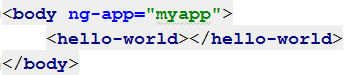 <body ng-app="myapp">
<hello-world></hello-world>
</body>